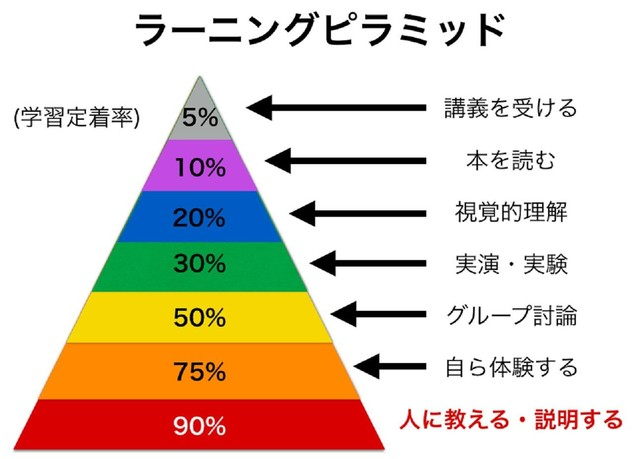 ラーニングピラミッド
(学習定着率)
5%
講義を受ける
10%
本を読む
20%
視覚的理解
30%
実演・実験
50%
グループ討論
75%
自ら体験する
90%
人に教える・説明する